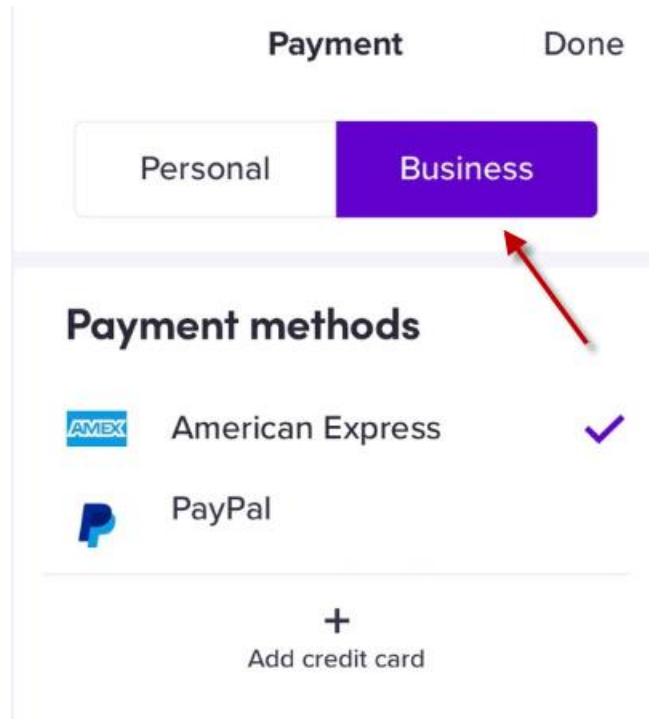 Payment Done
Personal Business
Payment methods
AMEX American Express
PayPal
+
Add credit card